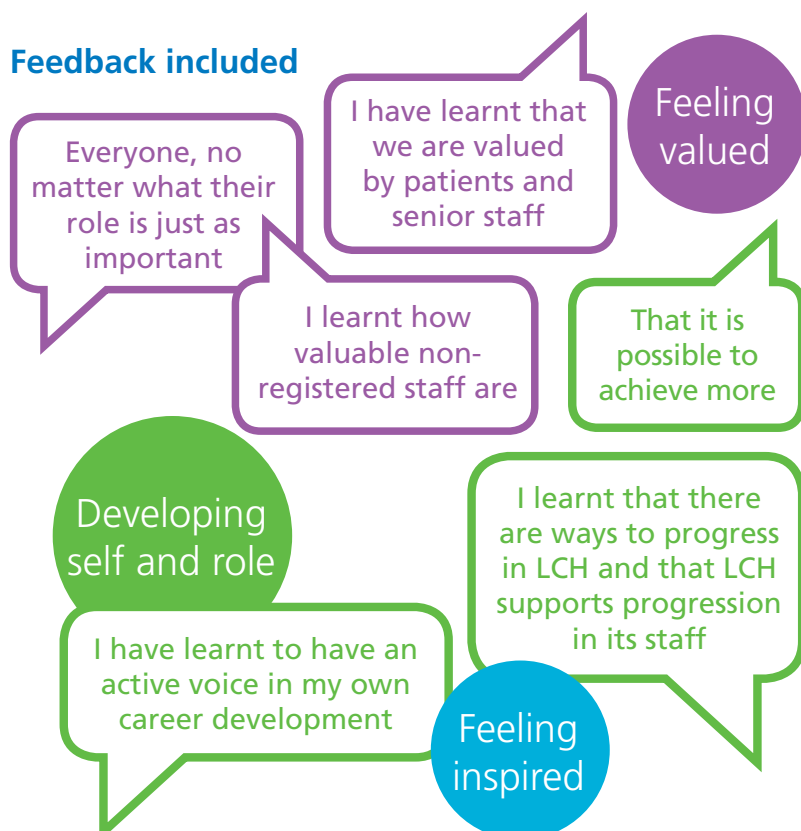 Feedback included
Everyone, no
matter what their
role is just as
important
I have learnt that
we are valued
by patients and
senior staff
Feeling
valued
I learnt how
valuable non-
registered staff are
That it is
possible to
achieve more
Developing
self and role
I learnt that there
are ways to progress
in LCH and that LCH
supports progression
in its staff
I have learnt to have an
active voice in my own
career development
Feeling
inspired